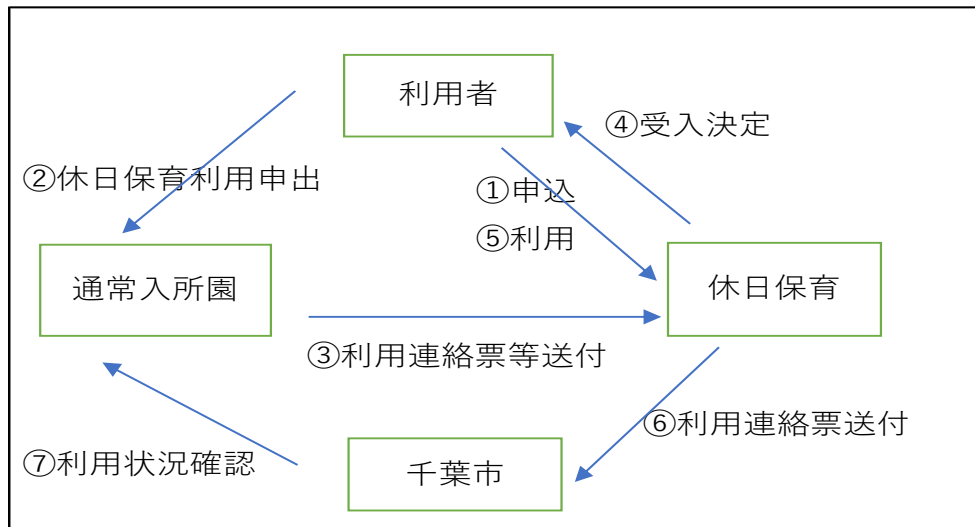 利用者
④受入決定
②休日保育利用申出
①申込
⑤利用
通常入所園
休日保育
③利用連絡票等送付
⑥利用連絡票送付
⑦利用状況確認
千葉市